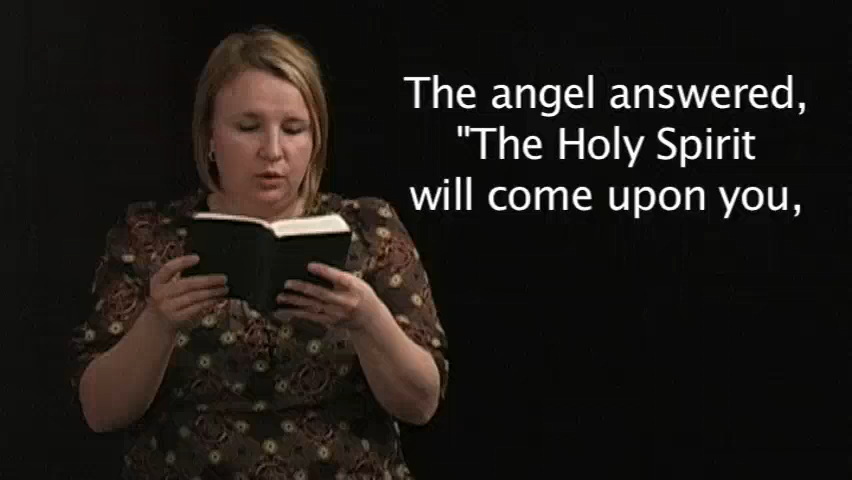 The angel answered,
"The Holy Spirit
will come upon you,